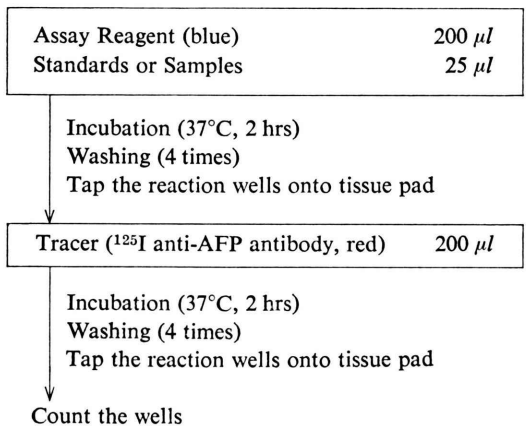 Assay Reagent (blue) 200 μl
Standards or Samples 25 μl
Incubation (37°C, 2 hrs)
Washing (4 times)
Tap the reaction wells onto tissue pad
Tracer (¹²⁵I anti-AFP antibody, red) 200 μl
Incubation (37°C, 2 hrs)
Washing (4 times)
Tap the reaction wells onto tissue pad
Count the wells